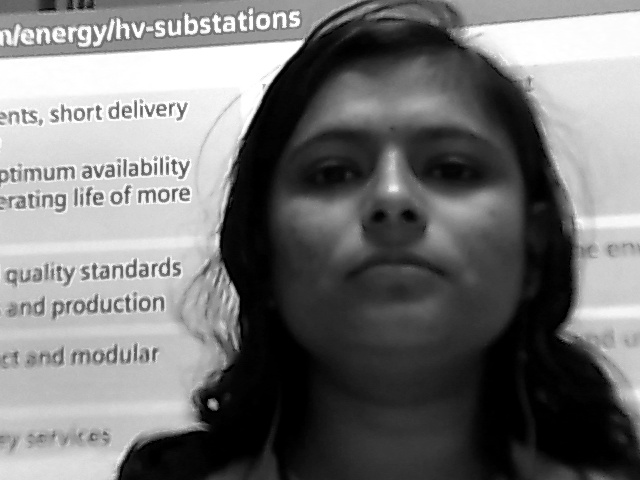 m/energy/hv-substations
ents, short delivery
ptimum availability
erating life of more
quality standards
and production
ct and modular
ey services